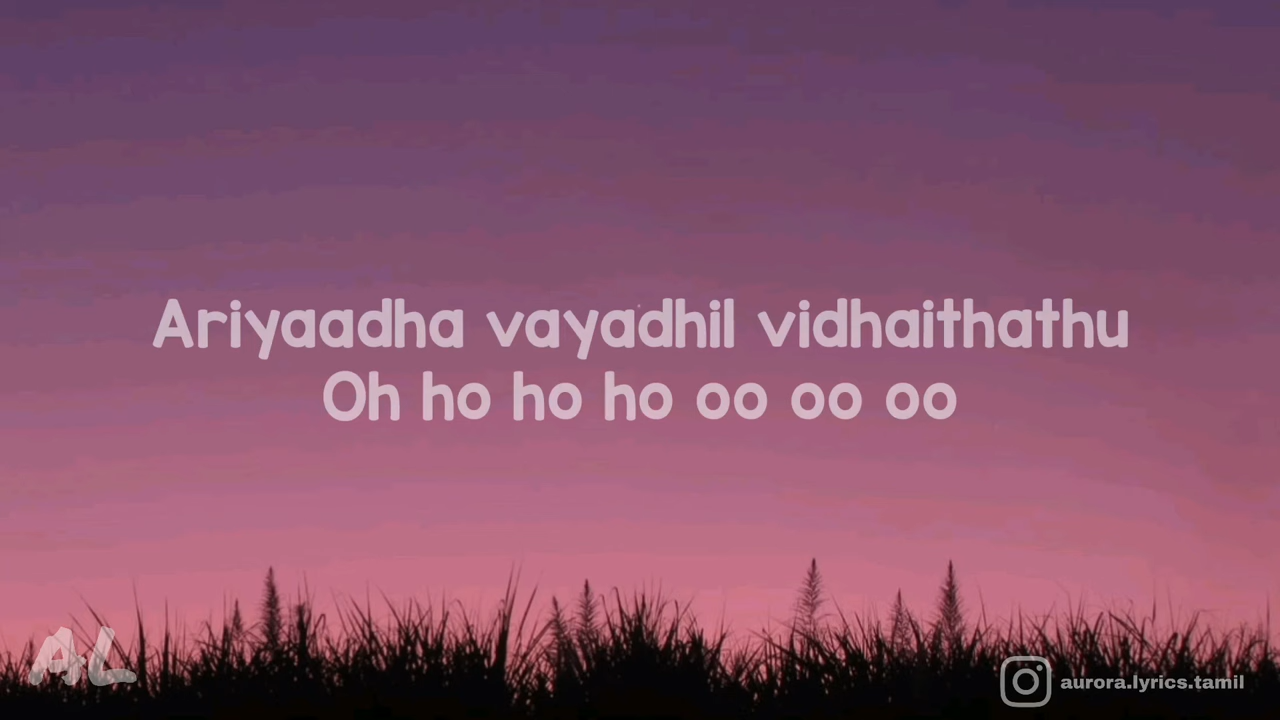 Ariyaadha vayadhil vidhaithathu
Oh ho ho ho oo oo oo
AL
aurora.lyrics.tamil